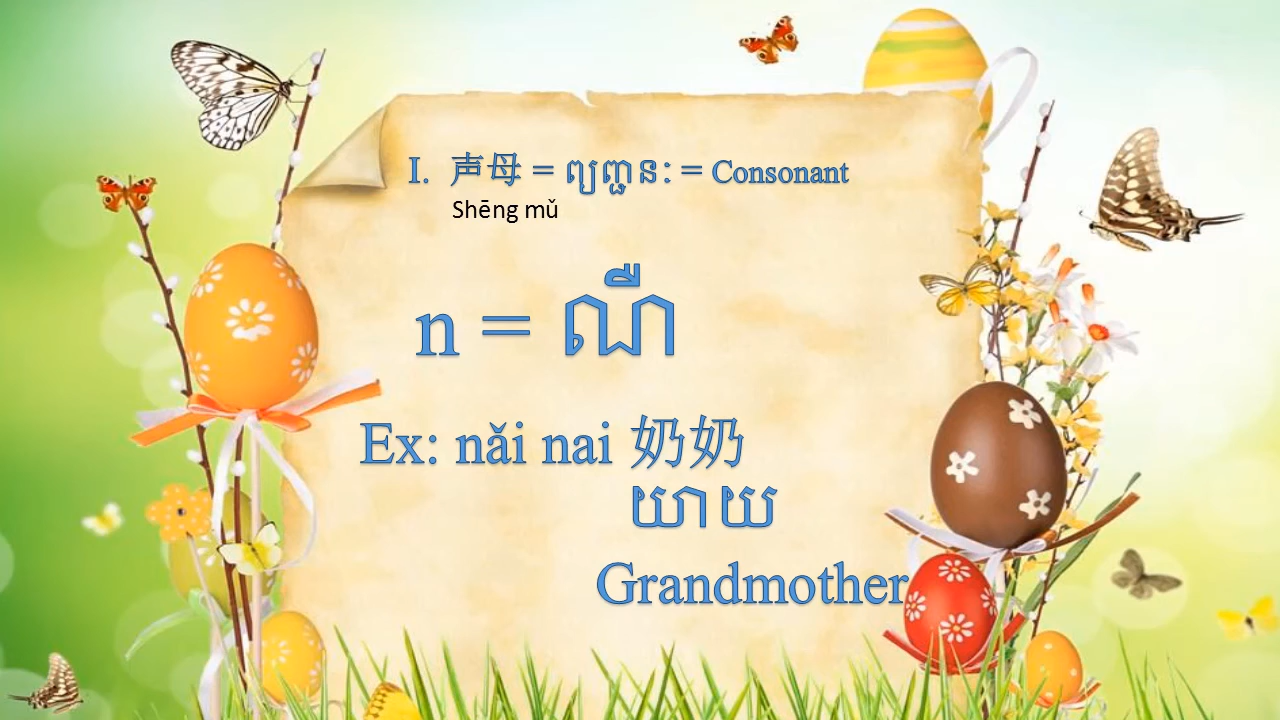 I. 声母 = ព្យញ្ជនៈ = Consonant
Shēng mǔ
n = ណឺ
Ex: nǎi nai 奶奶
យាយ
Grandmother